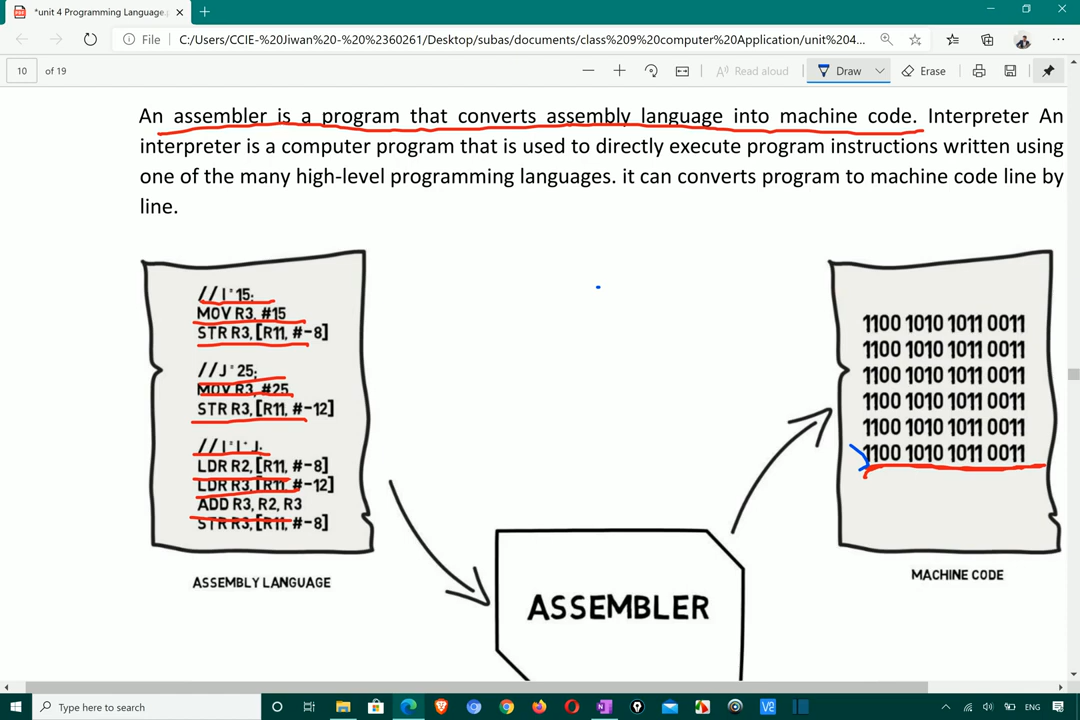 *unit 4 Programming Language.
File
C:/Users/CCIE-%20Jiwan%20-%20%2360261/Desktop/subas/documents/class%209%20computer%20Application/unit%204...
10 of 19
Read aloud
Draw
Erase
An assembler is a program that converts assembly language into machine code. Interpreter An
interpreter is a computer program that is used to directly execute program instructions written using
one of the many high-level programming languages. it can converts program to machine code line by
line.
//I=15;
MOV R3, #15
STR R3, [R11, #-8]
//J=25;
MOV R3, #25
STR R3, [R11, #-12]
LDR R2, [R11, #-8]
LDR R3, [R11, #-12]
ADD R3, R2, R3
STR R3, [R11, #-8]
ASSEMBLY LANGUAGE
ASSEMBLER
1100 1010 1011 0011
1100 1010 1011 0011
1100 1010 1011 0011
1100 1010 1011 0011
1100 1010 1011 0011
1100 1010 1011 0011
MACHINE CODE
Type here to search
ENG